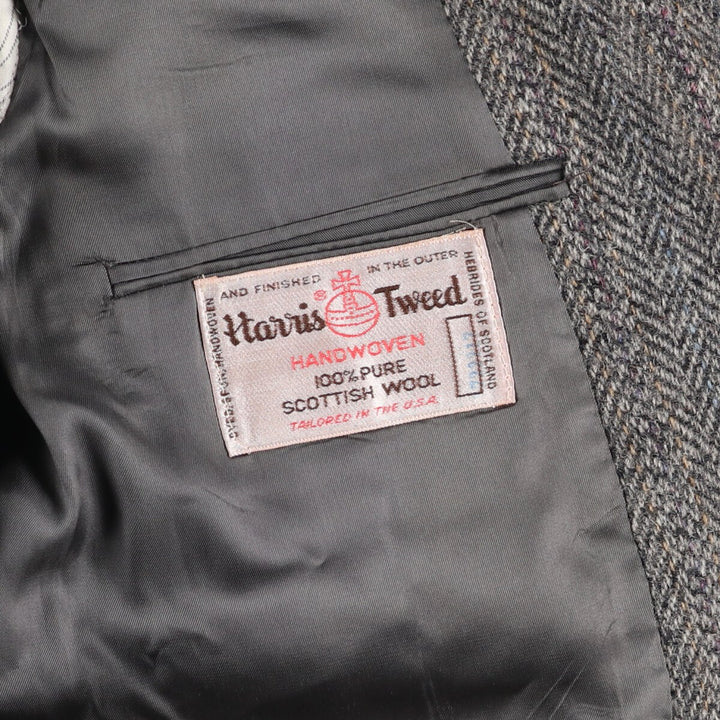 DYED, SPUN, HANDWOVEN
AND FINISHED IN THE OUTER
HEBRIDES OF SCOTLAND
Harris Tweed
®
HANDWOVEN
100% PURE
SCOTTISH WOOL
TAILORED IN THE U.S.A.